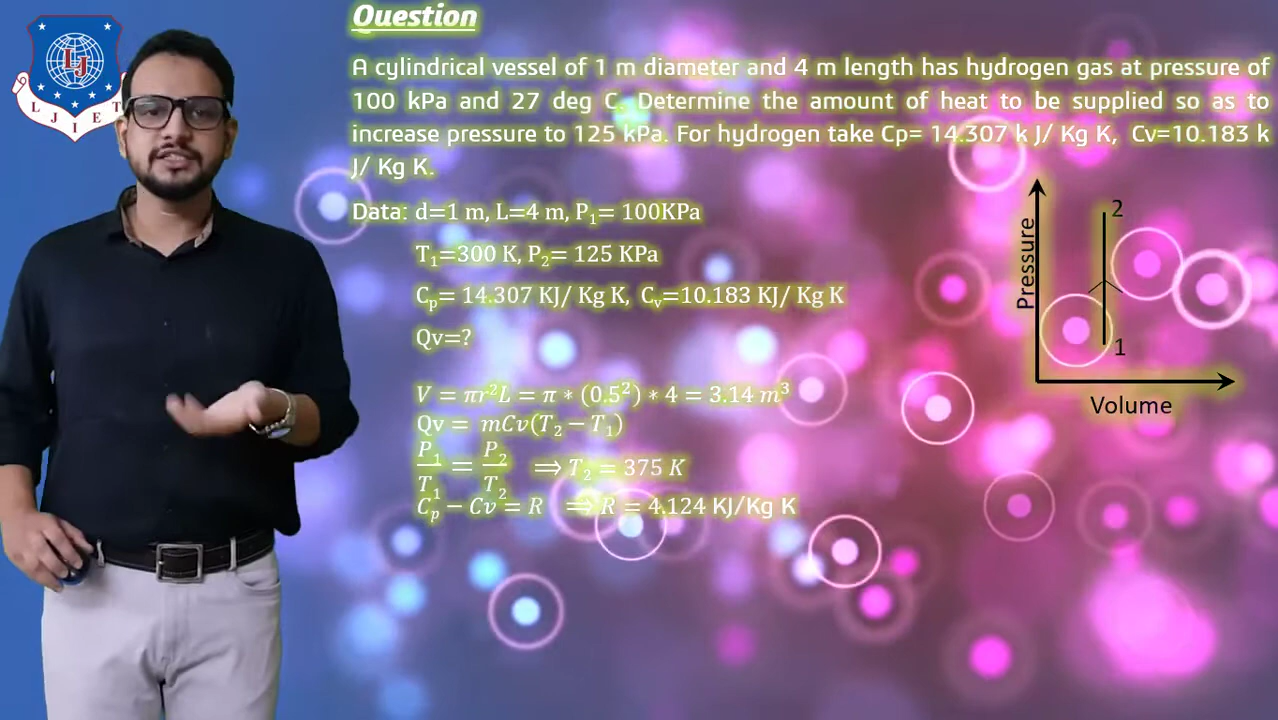 LJ
L J I E T
Question
A cylindrical vessel of 1 m diameter and 4 m length has hydrogen gas at pressure of
100 kPa and 27 deg C. Determine the amount of heat to be supplied so as to
increase pressure to 125 kPa. For hydrogen take Cp= 14.307 k J/ Kg K, Cv=10.183 k
J/ Kg K.
Data: d=1 m, L=4 m, P₁= 100KPa
T₁=300 K, P₂= 125 KPa
Cₚ= 14.307 KJ/ Kg K, Cᵥ=10.183 KJ/ Kg K
Qv=?
V = πr²L = π * (0.5²) * 4 = 3.14 m³
Qv = mCv(T₂ − T₁)
P₁/T₁ = P₂/T₂ ⟹ T₂ = 375 K
Cₚ − Cv = R ⟹ R = 4.124 KJ/Kg K
Pressure
2
1
Volume